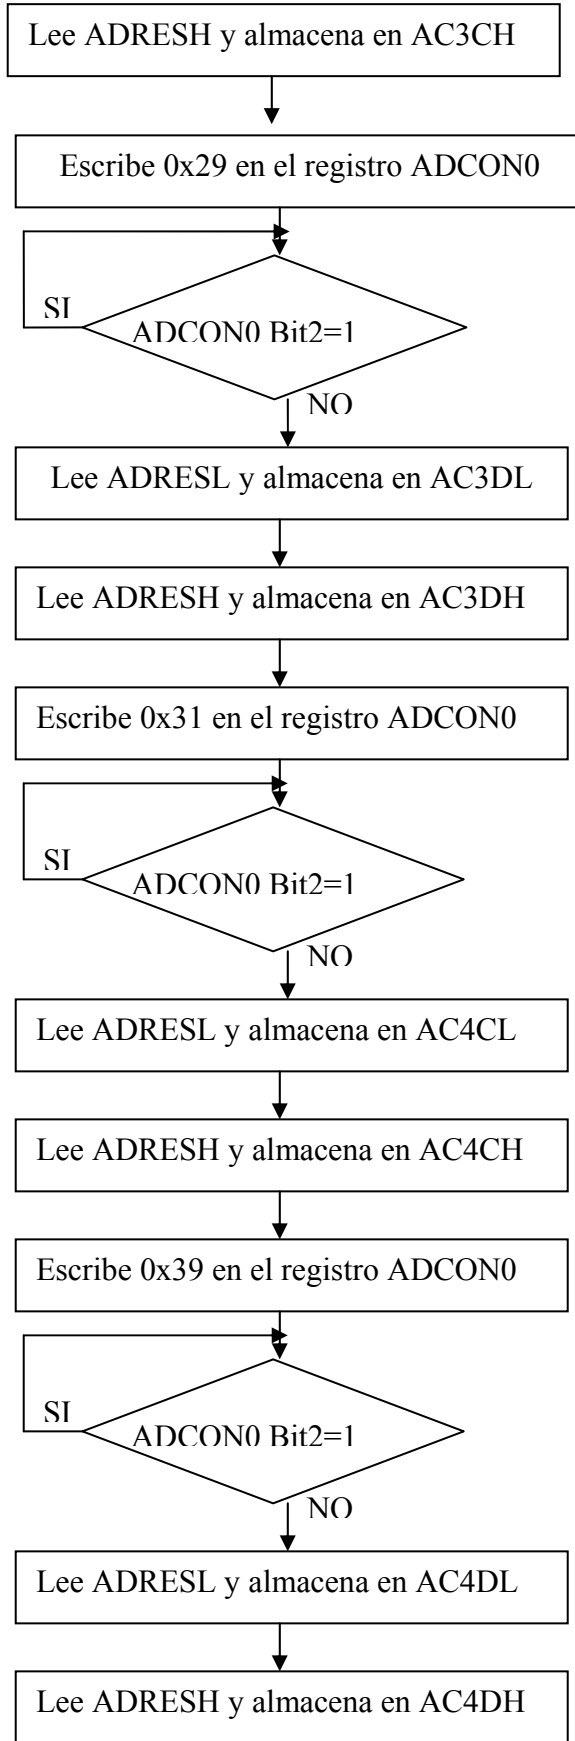 Lee ADRESH y almacena en AC3CH
Escribe 0x29 en el registro ADCON0
SI
ADCON0 Bit2=1
NO
Lee ADRESL y almacena en AC3DL
Lee ADRESH y almacena en AC3DH
Escribe 0x31 en el registro ADCON0
SI
ADCON0 Bit2=1
NO
Lee ADRESL y almacena en AC4CL
Lee ADRESH y almacena en AC4CH
Escribe 0x39 en el registro ADCON0
SI
ADCON0 Bit2=1
NO
Lee ADRESL y almacena en AC4DL
Lee ADRESH y almacena en AC4DH